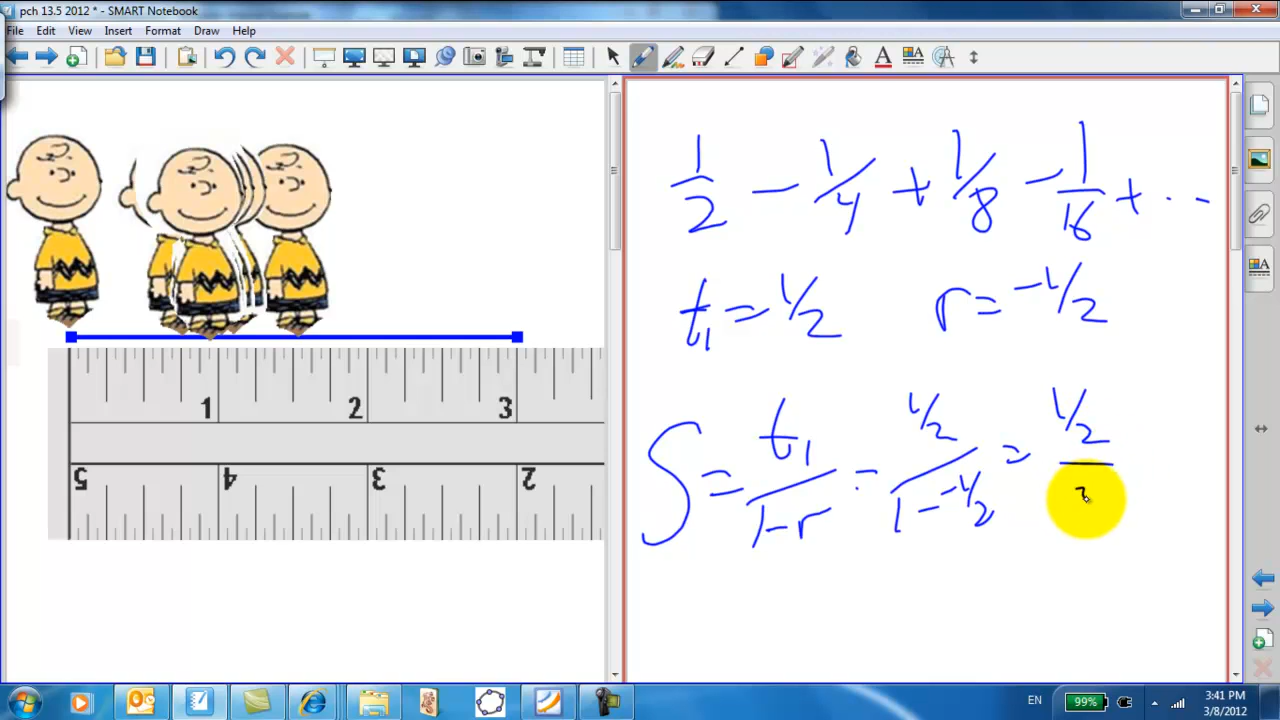 pch 13.5 2012 * - SMART Notebook
File Edit View Insert Format Draw Help
1/2 - 1/4 + 1/8 - 1/16 + ...
t₁ = 1/2 r = -1/2
S = t₁/1-r = 1/2/1--1/2 = 1/2
1 2 3
5 4 3 2
EN 99% 3:41 PM
3/8/2012